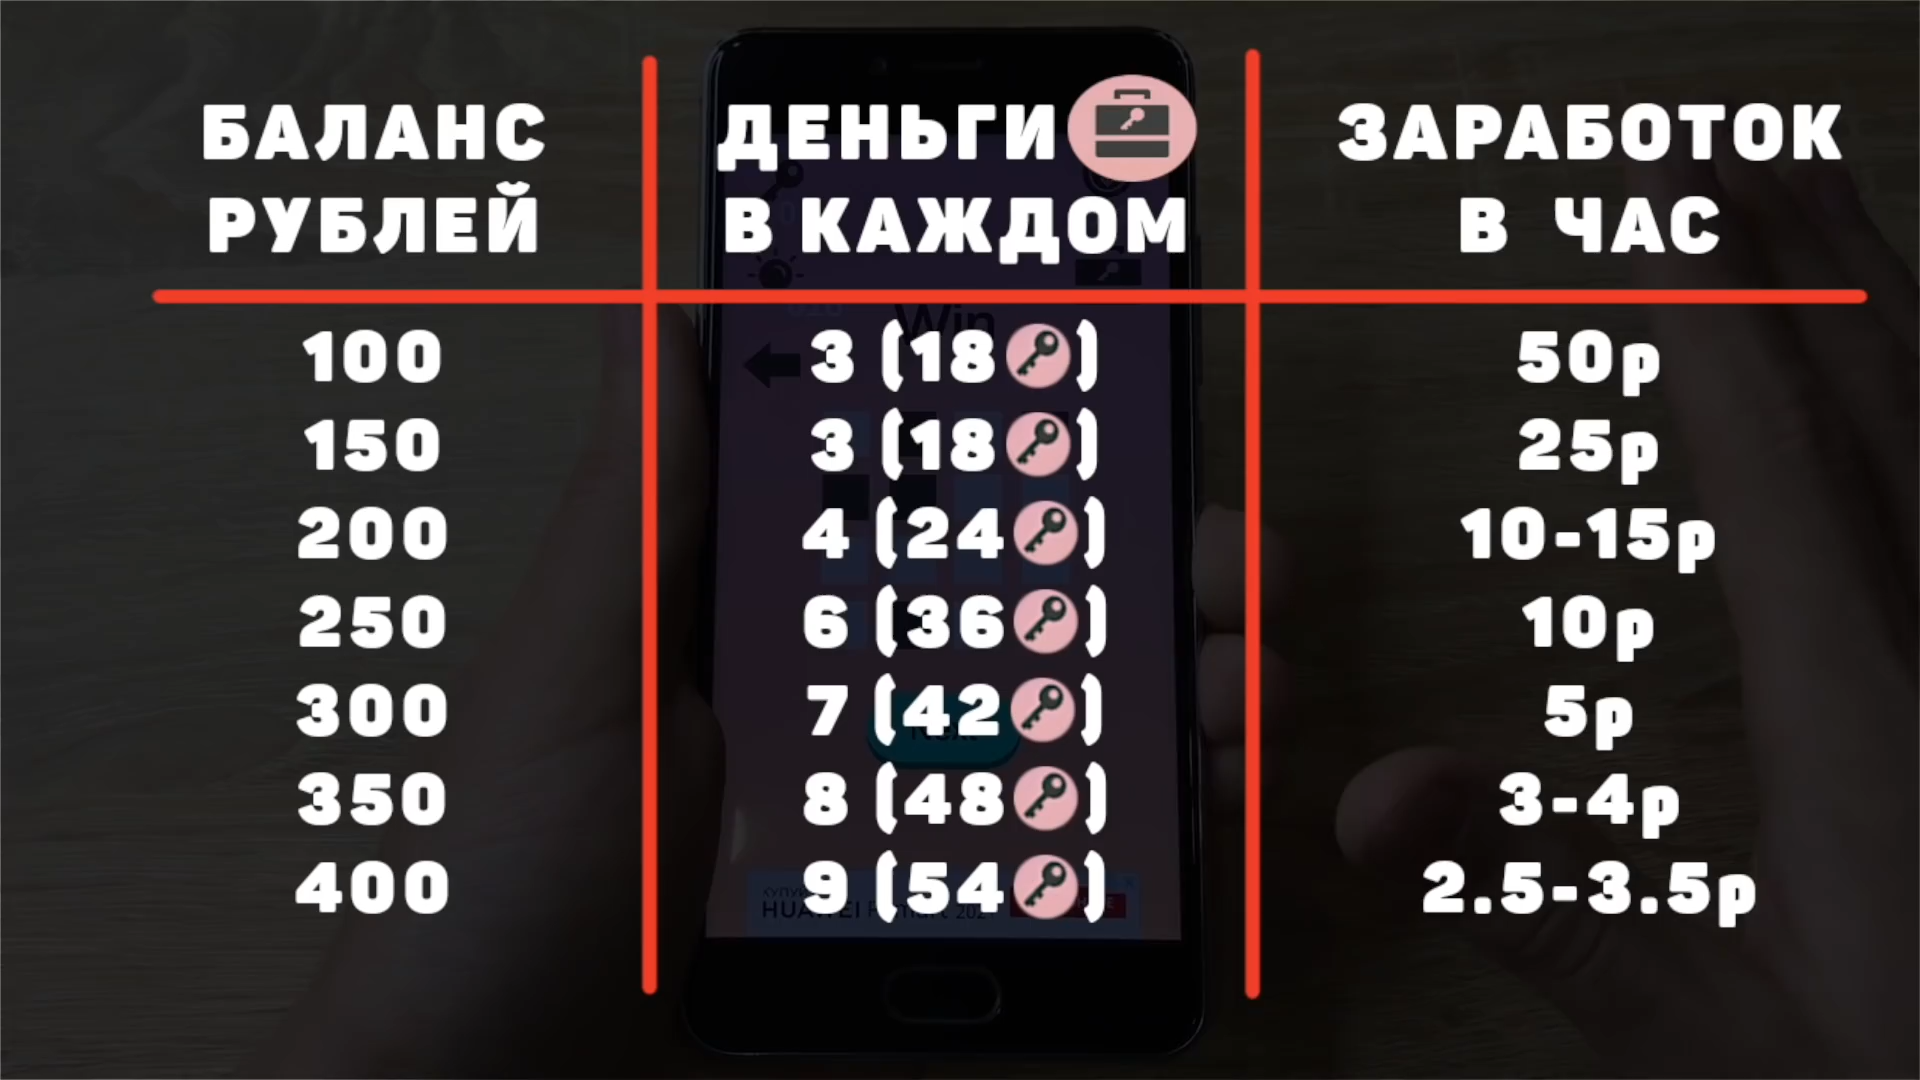 БАЛАНС РУБЛЕЙ
ДЕНЬГИ В КАЖДОМ
ЗАРАБОТОК В ЧАС
100 3 (18) 50р
150 3 (18) 25р
200 4 (24) 10-15р
250 6 (36) 10р
300 7 (42) 5р
350 8 (48) 3-4р
400 9 (54) 2.5-3.5р
Win
HUAWEI